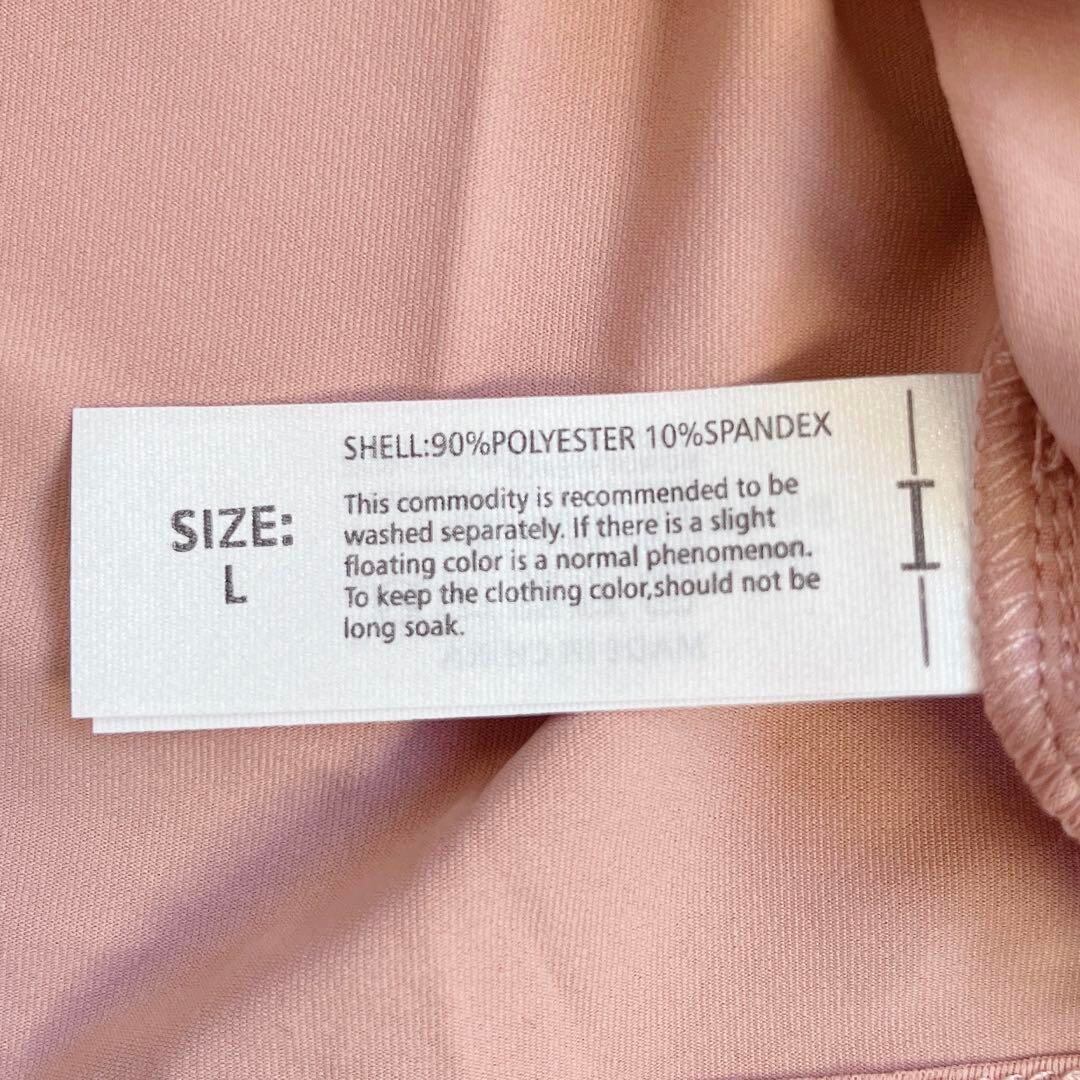 SHELL:90%POLYESTER 10%SPANDEX
SIZE:
L
This commodity is recommended to be
washed separately. If there is a slight
floating color is a normal phenomenon.
To keep the clothing color,should not be
long soak.
I